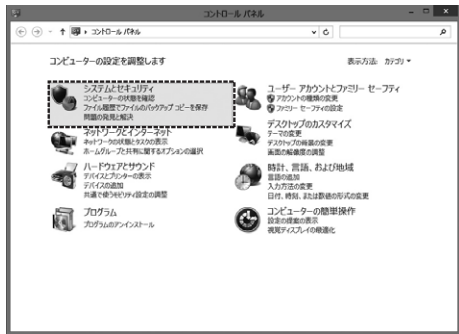 コントロール パネル
コントロール パネル
コンピューターの設定を調整します
表示方法: カテゴリ
システムとセキュリティ
コンピューターの状態を確認
ファイル履歴でファイルのバックアップ コピーを保存
問題の発見と解決
ネットワークとインターネット
ネットワークの状態とタスクの表示
ホームグループと共有に関するオプションの選択
ハードウェアとサウンド
デバイスとプリンターの表示
デバイスの追加
共通で使うモビリティ設定の調整
プログラム
プログラムのアンインストール
ユーザー アカウントとファミリー セーフティ
アカウントの種類の変更
ファミリー セーフティの設定
デスクトップのカスタマイズ
テーマの変更
デスクトップの背景の変更
画面の解像度の調整
時計、言語、および地域
言語の追加
入力方法の変更
日付、時刻、または数値の形式の変更
コンピューターの簡単操作
設定の提案の表示
視覚ディスプレイの最適化